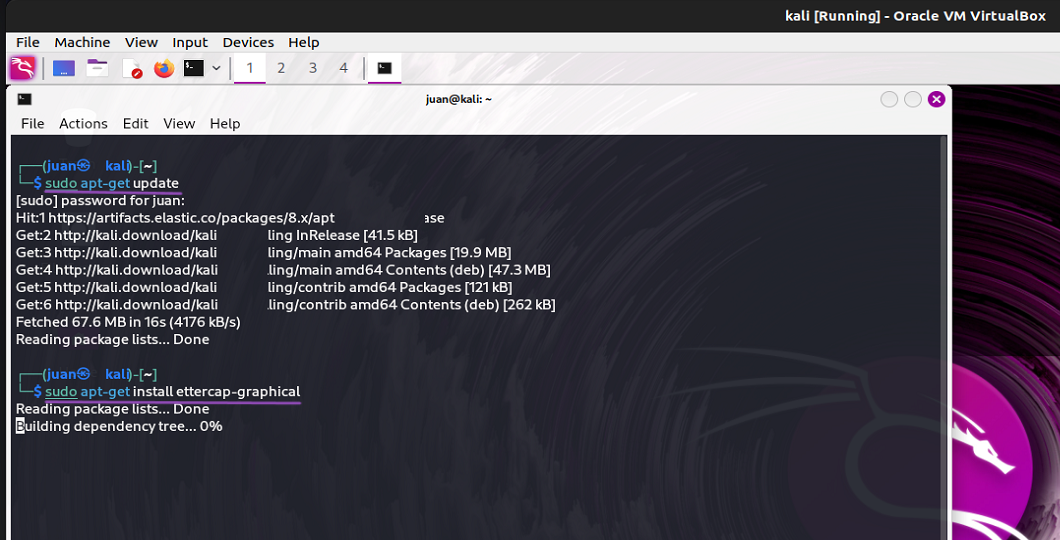 kali [Running] - Oracle VM VirtualBox
File Machine View Input Devices Help
1 2 3 4
juan@kali: ~
File Actions Edit View Help
┌──(juan㉿ kali)-[~]
└─$ sudo apt-get update
[sudo] password for juan:
Hit:1 https://artifacts.elastic.co/packages/8.x/apt ase
Get:2 http://kali.download/kali ling InRelease [41.5 kB]
Get:3 http://kali.download/kali ling/main amd64 Packages [19.9 MB]
Get:4 http://kali.download/kali ling/main amd64 Contents (deb) [47.3 MB]
Get:5 http://kali.download/kali ling/contrib amd64 Packages [121 kB]
Get:6 http://kali.download/kali ling/contrib amd64 Contents (deb) [262 kB]
Fetched 67.6 MB in 16s (4176 kB/s)
Reading package lists... Done
┌──(juan㉿ kali)-[~]
└─$ sudo apt-get install ettercap-graphical
Reading package lists... Done
Building dependency tree... 0%